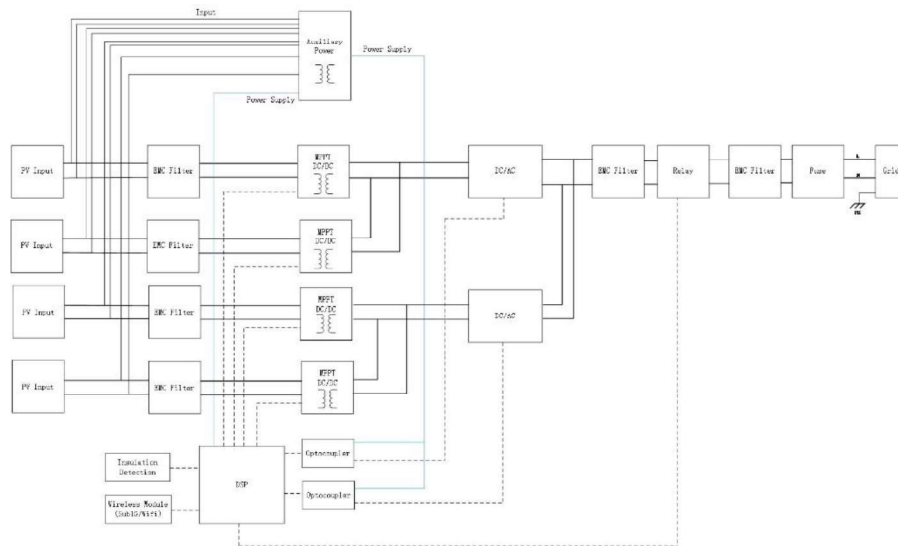 Input
Auxiliary
Power
Power Supply
Power Supply
PV Input
EMC Filter
MPPT
DC/DC
DC/AC
EMC Filter
Relay
EMC Filter
Fuse
L
N
PE
Grid
PV Input
EMC Filter
MPPT
DC/DC
PV Input
EMC Filter
MPPT
DC/DC
DC/AC
PV Input
EMC Filter
MPPT
DC/DC
Insulation
Detection
DSP
Optocoupler
Wireless Module
(Sub1G/Wifi)
Optocoupler